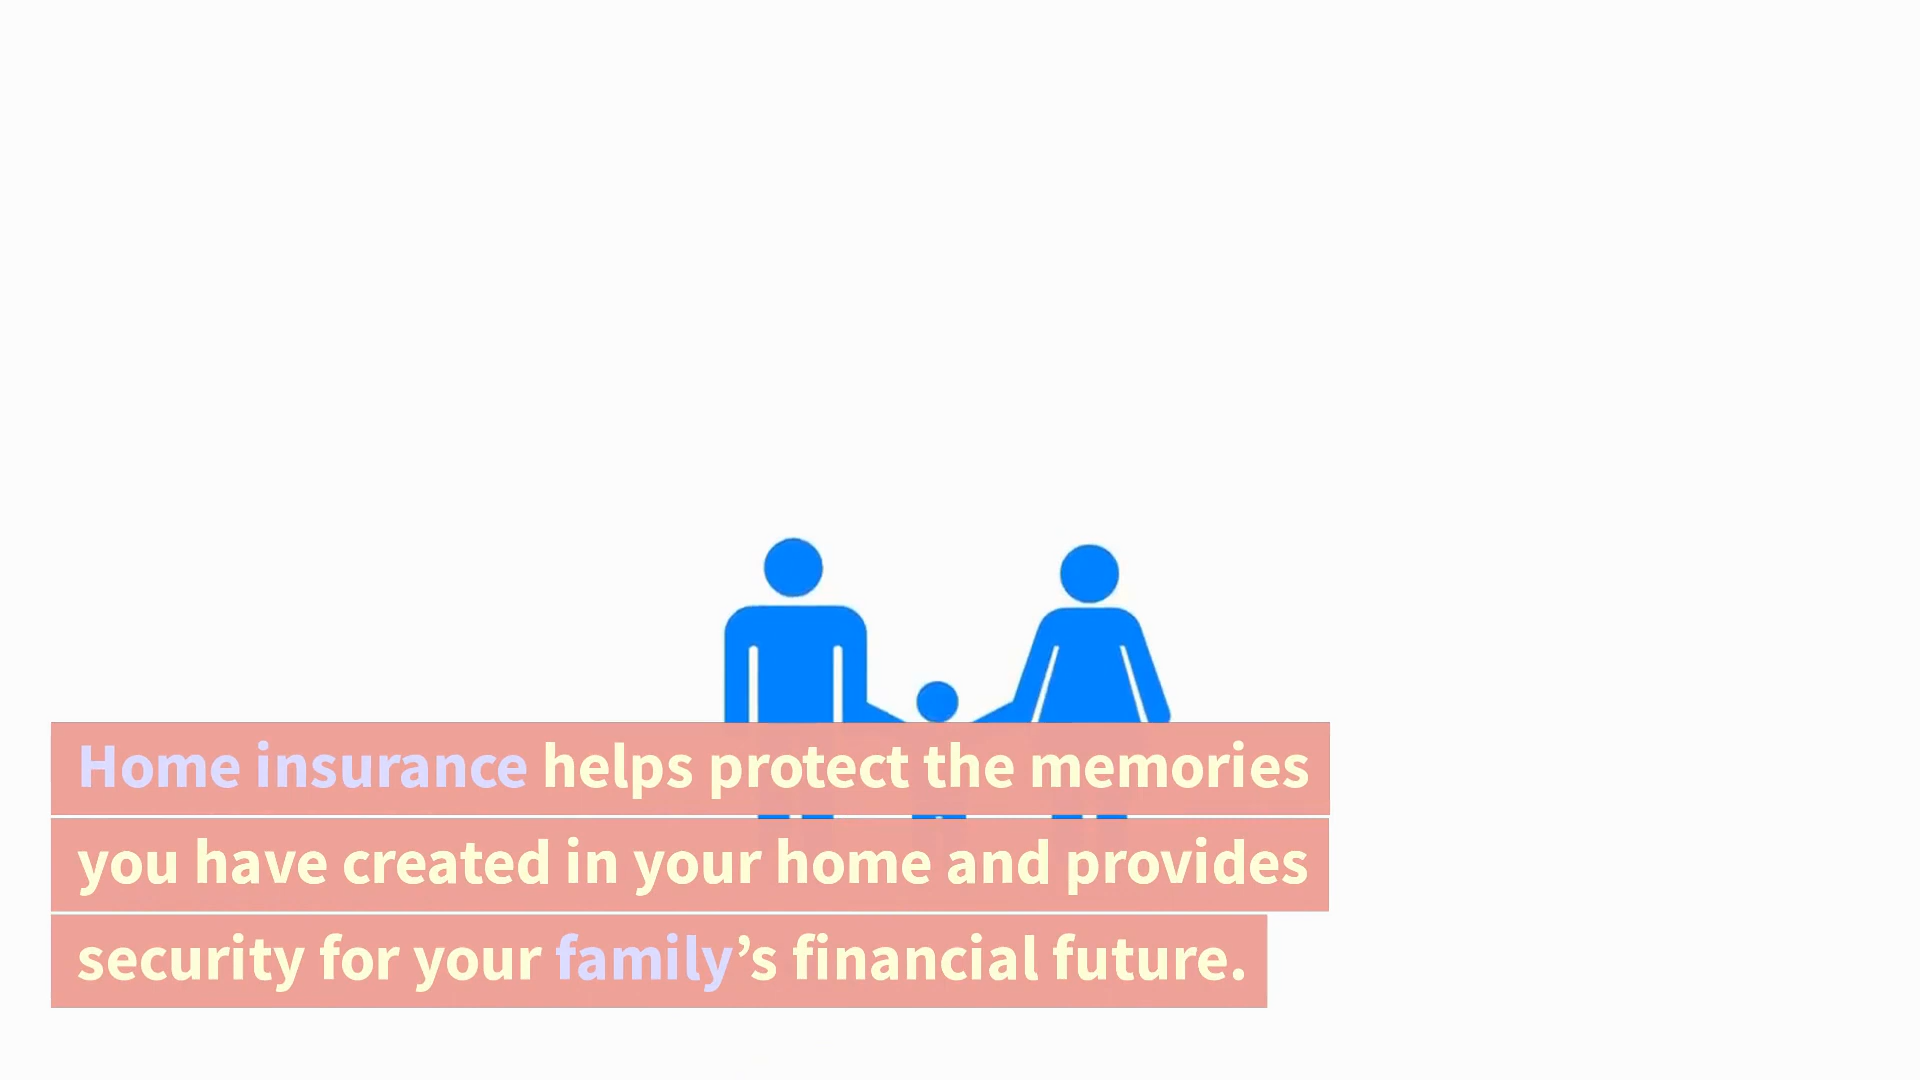 Home insurance helps protect the memories
you have created in your home and provides
security for your family’s financial future.